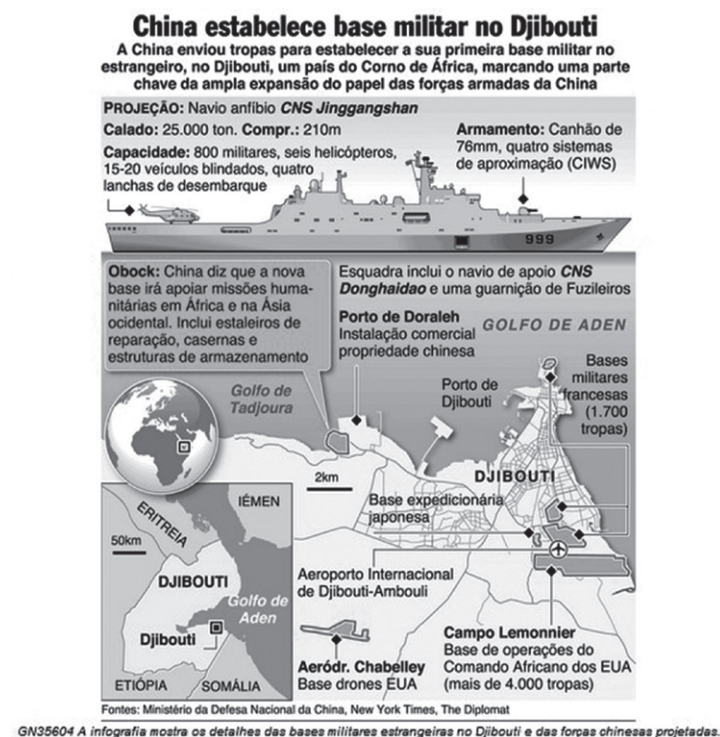 China estabelece base militar no Djibouti
A China enviou tropas para estabelecer a sua primeira base militar no
estrangeiro, no Djibouti, um país do Corno de África, marcando uma parte
chave da ampla expansão do papel das forças armadas da China
PROJEÇÃO: Navio anfíbio CNS Jinggangshan
Calado: 25.000 ton. Compr.: 210m
Capacidade: 800 militares, seis helicópteros,
15-20 veículos blindados, quatro
lanchas de desembarque
Armamento: Canhão de
76mm, quatro sistemas
de aproximação (CIWS)
999
Obock: China diz que a nova
base irá apoiar missões huma-
nitárias em África e na Ásia
ocidental. Inclui estaleiros de
reparação, casernas e
estruturas de armazenamento
Esquadra inclui o navio de apoio CNS
Donghaidao e uma guarnição de Fuzileiros
Porto de Doraleh
Instalação comercial
propriedade chinesa
GOLFO DE ADEN
Bases
militares
francesas
(1.700
tropas)
Porto de
Djibouti
Golfo de
Tadjoura
2km
DJIBOUTI
Base expedicionária
japonesa
Aeroporto Internacional
de Djibouti-Ambouli
IÉMEN
ERITREIA
50km
DJIBOUTI
Golfo de
Aden
Djibouti
ETIÓPIA
SOMÁLIA
Aeródr. Chabelley
Base drones EUA
Campo Lemonnier
Base de operações do
Comando Africano dos EUA
(mais de 4.000 tropas)
Fontes: Ministério da Defesa Nacional da China, New York Times, The Diplomat
GN35604 A infografia mostra os detalhes das bases militares estrangeiras no Djibouti e das forças chinesas projetadas.